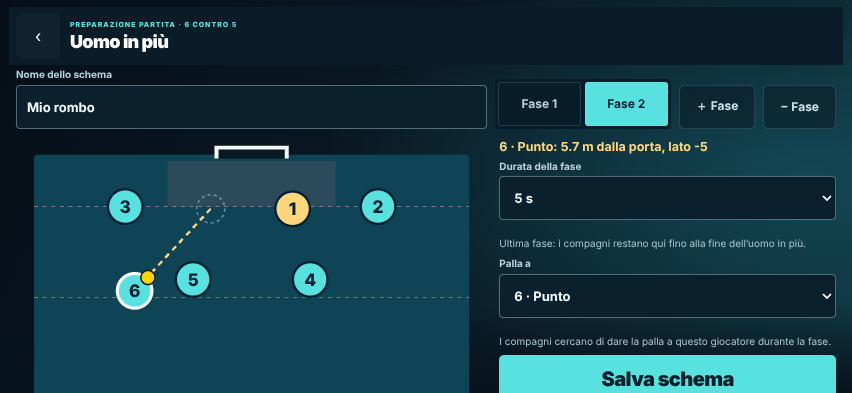 ‹
PREPARAZIONE PARTITA · 6 CONTRO 5
Uomo in più
Nome dello schema
Mio rombo
Fase 1
Fase 2
+ Fase
− Fase
3
1
2
6
5
4
6 · Punto: 5.7 m dalla porta, lato -5
Durata della fase
5 s
Ultima fase: i compagni restano qui fino alla fine dell'uomo in più.
Palla a
6 · Punto
I compagni cercano di dare la palla a questo giocatore durante la fase.
Salva schema